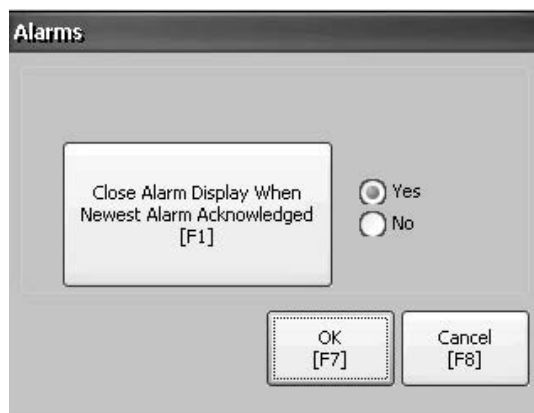 Alarms
Close Alarm Display When
Newest Alarm Acknowledged
[F1]
Yes
No
OK
[F7]
Cancel
[F8]